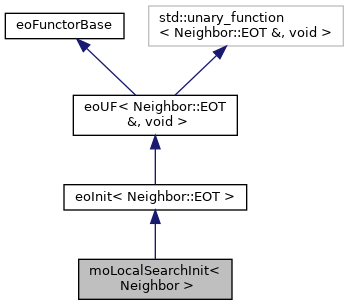 eoFunctorBase
std::unary_function
< Neighbor::EOT &, void >
eoUF< Neighbor::EOT
&, void >
eoInit< Neighbor::EOT >
moLocalSearchInit<
Neighbor >